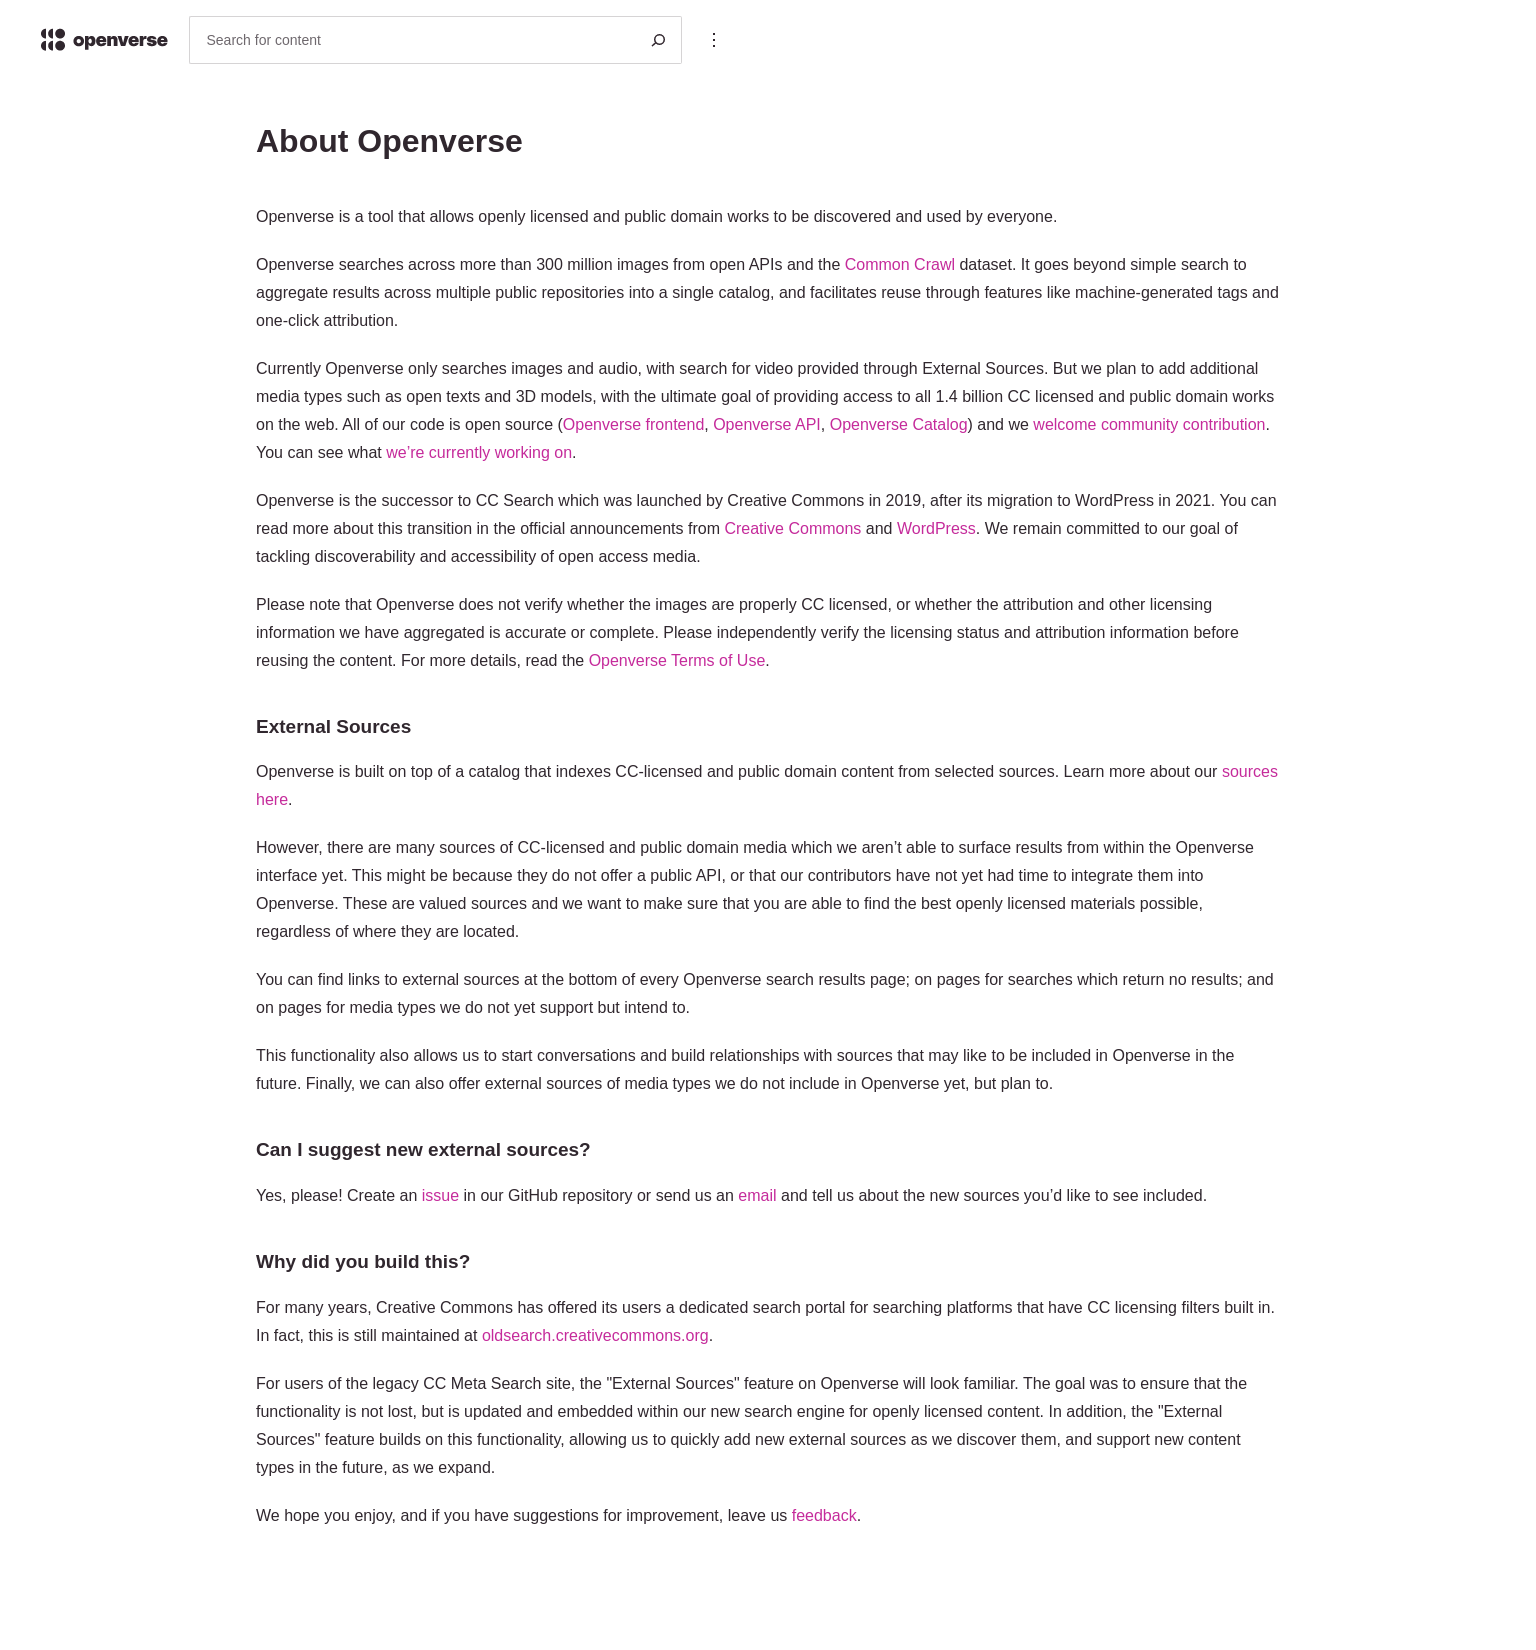 openverse
Search for content
About Openverse
Openverse is a tool that allows openly licensed and public domain works to be discovered and used by everyone.
Openverse searches across more than 300 million images from open APIs and the Common Crawl dataset. It goes beyond simple search to
aggregate results across multiple public repositories into a single catalog, and facilitates reuse through features like machine-generated tags and
one-click attribution.
Currently Openverse only searches images and audio, with search for video provided through External Sources. But we plan to add additional
media types such as open texts and 3D models, with the ultimate goal of providing access to all 1.4 billion CC licensed and public domain works
on the web. All of our code is open source (Openverse frontend, Openverse API, Openverse Catalog) and we welcome community contribution.
You can see what we’re currently working on.
Openverse is the successor to CC Search which was launched by Creative Commons in 2019, after its migration to WordPress in 2021. You can
read more about this transition in the official announcements from Creative Commons and WordPress. We remain committed to our goal of
tackling discoverability and accessibility of open access media.
Please note that Openverse does not verify whether the images are properly CC licensed, or whether the attribution and other licensing
information we have aggregated is accurate or complete. Please independently verify the licensing status and attribution information before
reusing the content. For more details, read the Openverse Terms of Use.
External Sources
Openverse is built on top of a catalog that indexes CC-licensed and public domain content from selected sources. Learn more about our sources
here.
However, there are many sources of CC-licensed and public domain media which we aren’t able to surface results from within the Openverse
interface yet. This might be because they do not offer a public API, or that our contributors have not yet had time to integrate them into
Openverse. These are valued sources and we want to make sure that you are able to find the best openly licensed materials possible,
regardless of where they are located.
You can find links to external sources at the bottom of every Openverse search results page; on pages for searches which return no results; and
on pages for media types we do not yet support but intend to.
This functionality also allows us to start conversations and build relationships with sources that may like to be included in Openverse in the
future. Finally, we can also offer external sources of media types we do not include in Openverse yet, but plan to.
Can I suggest new external sources?
Yes, please! Create an issue in our GitHub repository or send us an email and tell us about the new sources you’d like to see included.
Why did you build this?
For many years, Creative Commons has offered its users a dedicated search portal for searching platforms that have CC licensing filters built in.
In fact, this is still maintained at oldsearch.creativecommons.org.
For users of the legacy CC Meta Search site, the "External Sources" feature on Openverse will look familiar. The goal was to ensure that the
functionality is not lost, but is updated and embedded within our new search engine for openly licensed content. In addition, the "External
Sources" feature builds on this functionality, allowing us to quickly add new external sources as we discover them, and support new content
types in the future, as we expand.
We hope you enjoy, and if you have suggestions for improvement, leave us feedback.